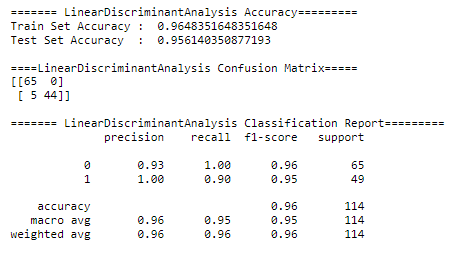 ======= LinearDiscriminantAnalysis Accuracy=========
Train Set Accuracy :  0.9648351648351648
Test Set Accuracy  :  0.956140350877193

====LinearDiscriminantAnalysis Confusion Matrix=====
[[65  0]
 [ 5 44]]

======= LinearDiscriminantAnalysis Classification Report=========
              precision    recall  f1-score   support

           0       0.93      1.00      0.96        65
           1       1.00      0.90      0.95        49

    accuracy                           0.96       114
   macro avg       0.96      0.95      0.95       114
weighted avg       0.96      0.96      0.96       114